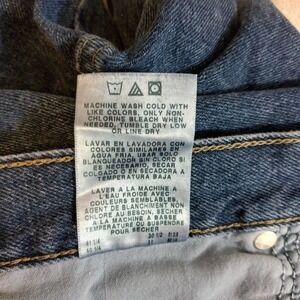 MACHINE WASH COLD WITH
LIKE COLORS, ONLY NON-
CHLORINE BLEACH WHEN
NEEDED, TUMBLE DRY LOW
OR LINE DRY
LAVAR EN LAVADORA CON
COLORES SIMILARES EN
AGUA FRIA, USAR SOLO
BLANQUEADOR SIN CLORO SI
ES NECESARIO, SECAR
COLGADO O EN SECADORA A
TEMPERATURA BAJA
LAVER A LA MACHINE A
L'EAU FROIDE AVEC
COULEURS SEMBLABLES,
AGENT DE BLANCHIMENT NON
CHLORE AU BESOIN, SECHER
A LA MACHINE A BASSE
TEMPERATURE OU SUSPENDRE
POUR SECHER